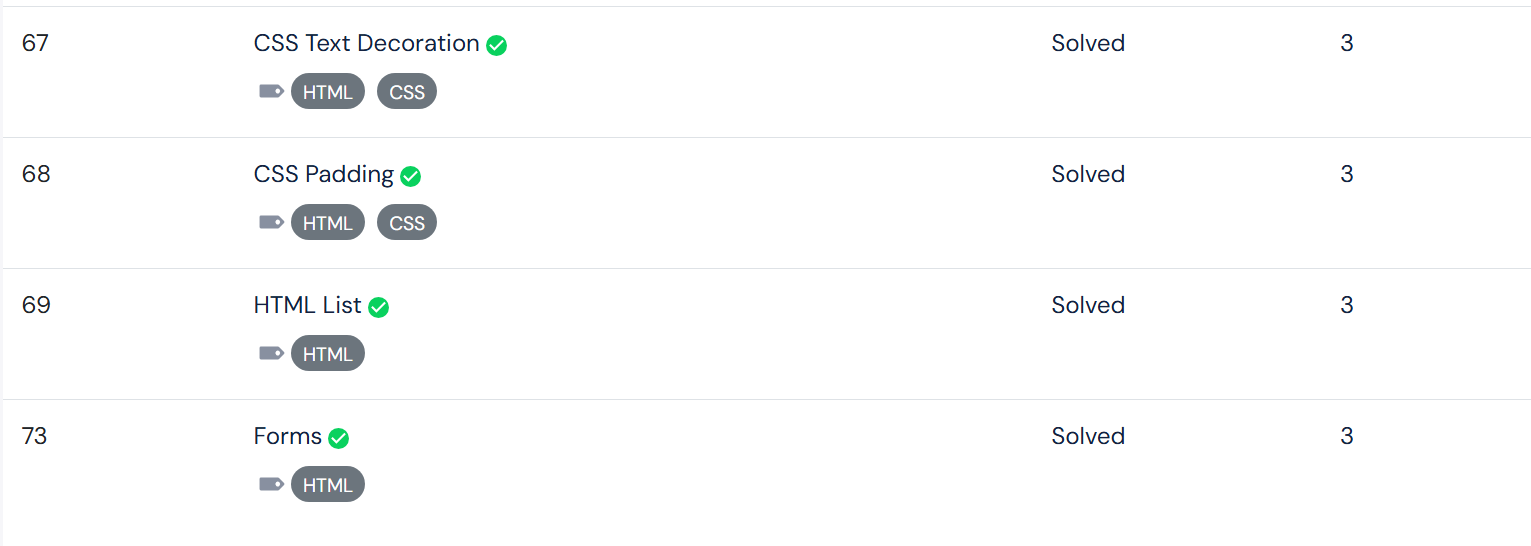 67 CSS Text Decoration Solved 3
HTML CSS
68 CSS Padding Solved 3
HTML CSS
69 HTML List Solved 3
HTML
73 Forms Solved 3
HTML